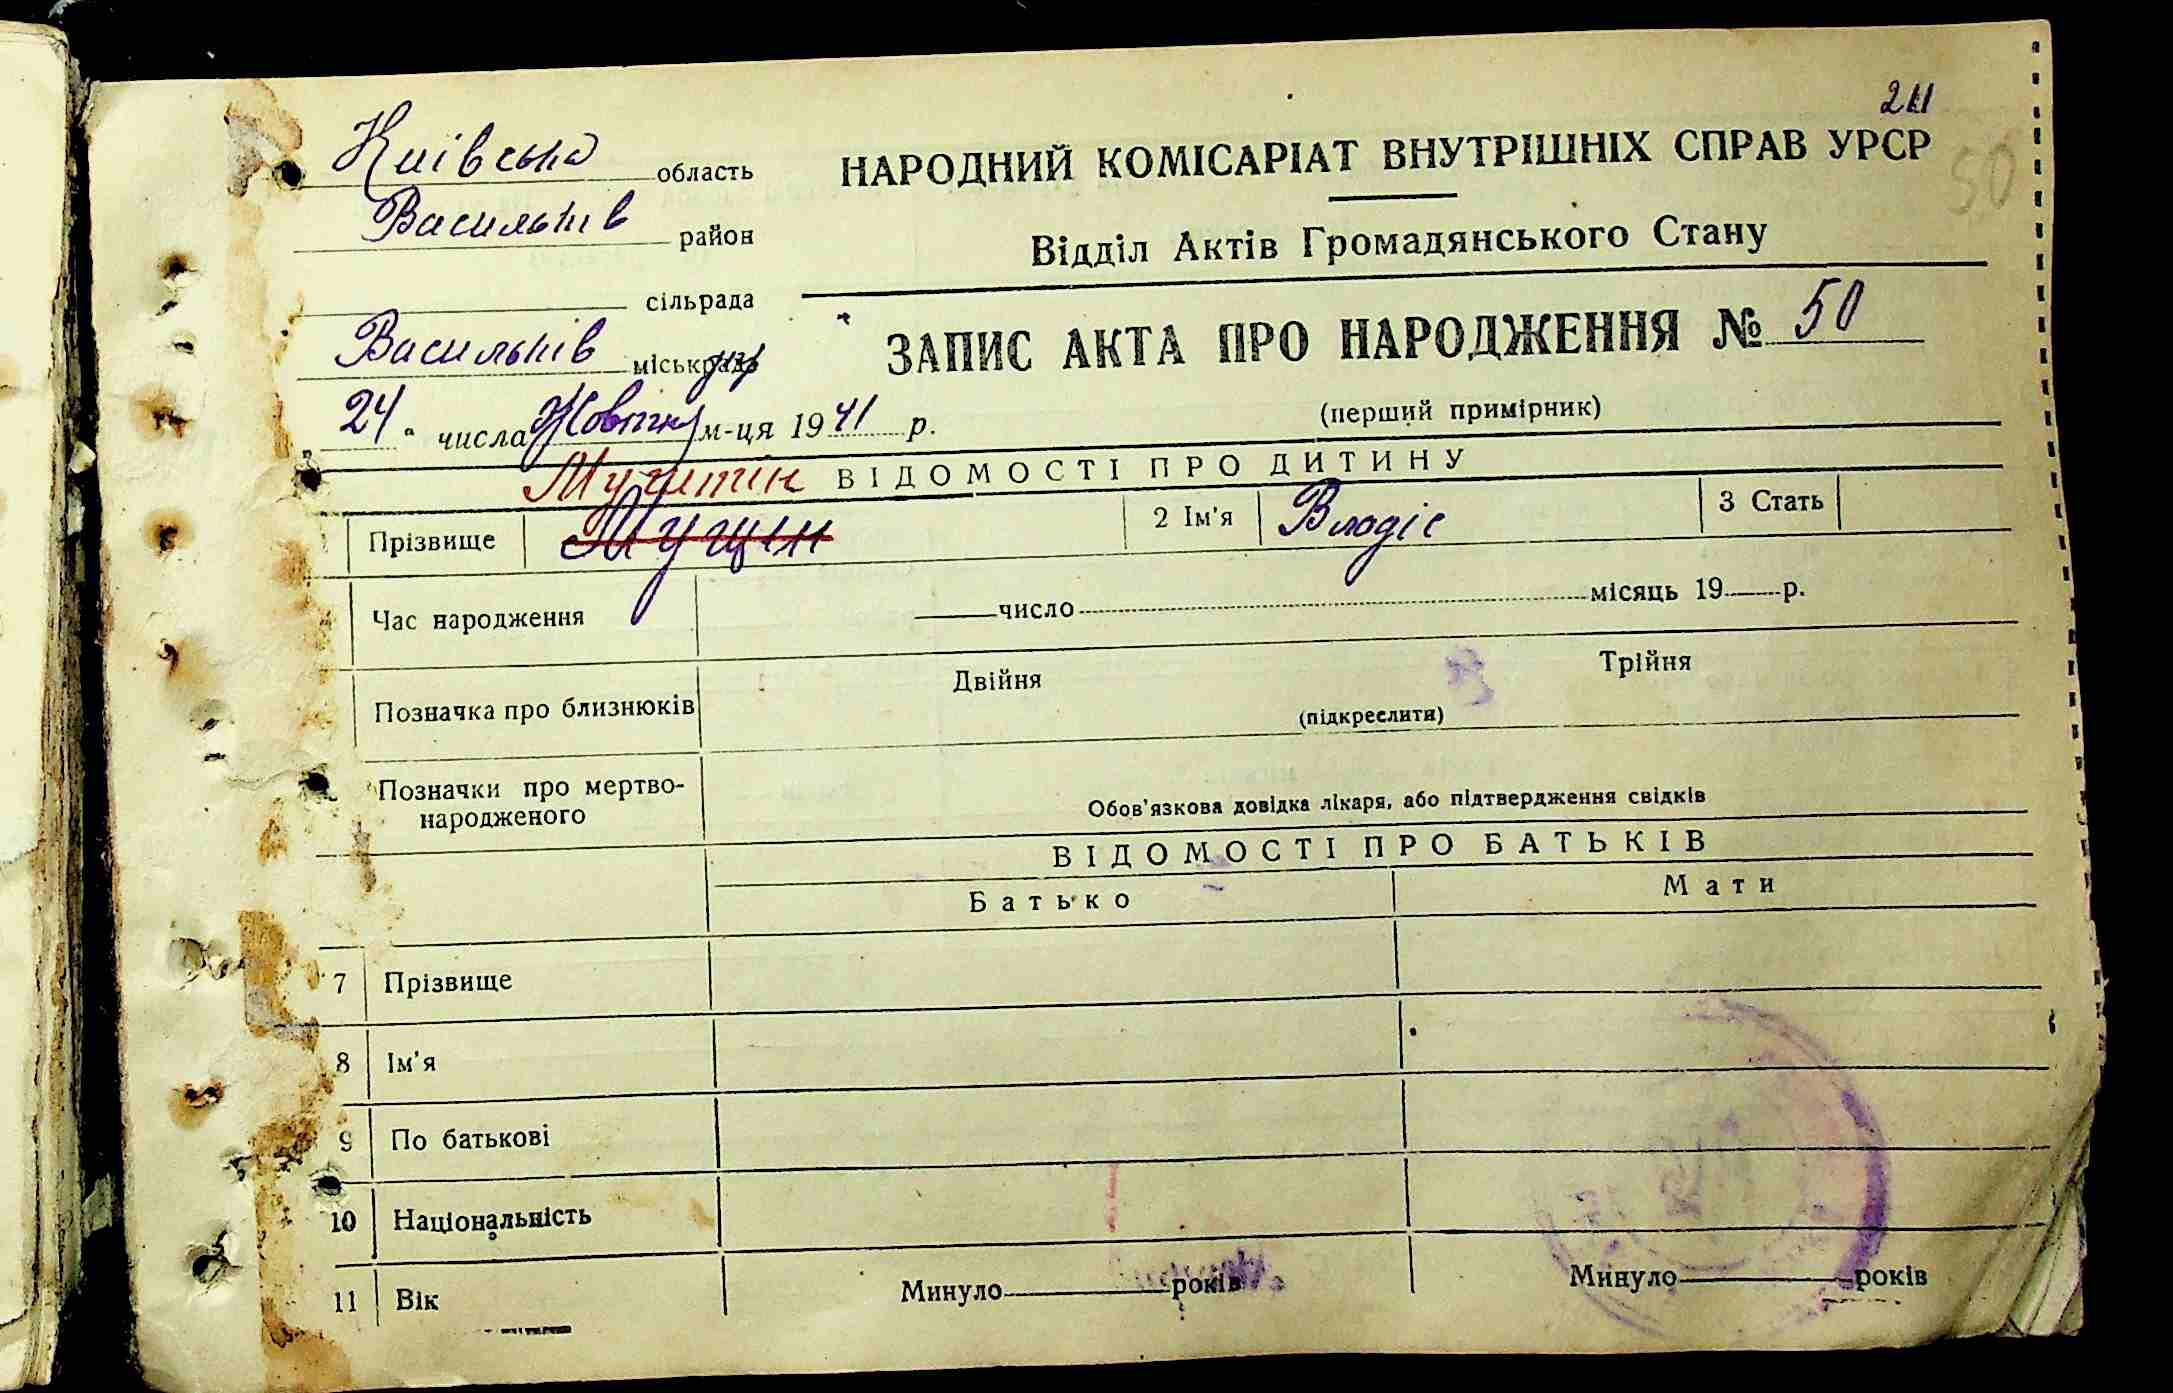 211
50
Київська область
НАРОДНИЙ КОМІСАРІАТ ВНУТРІШНІХ СПРАВ УРСР
Васильків район
Відділ Актів Громадянського Стану
сільрада
Васильків міськрада
ЗАПИС АКТА ПРО НАРОДЖЕННЯ № 50
24 " числа Жовтня м-ця 1941 р.
(перший примірник)
ВІДОМОСТІ ПРО ДИТИНУ
Прізвище
2 Ім'я
3 Стать
Час народження
число місяць 19 р.
Позначка про близнюків
Двійня
Трійня
(підкреслити)
Позначки про мертво-
народженого
Обов'язкова довідка лікаря, або підтвердження свідків
ВІДОМОСТІ ПРО БАТЬКІВ
Батько
Мати
7 Прізвище
8 Ім'я
9 По батькові
10 Національність
11 Вік
Минуло років
Минуло років